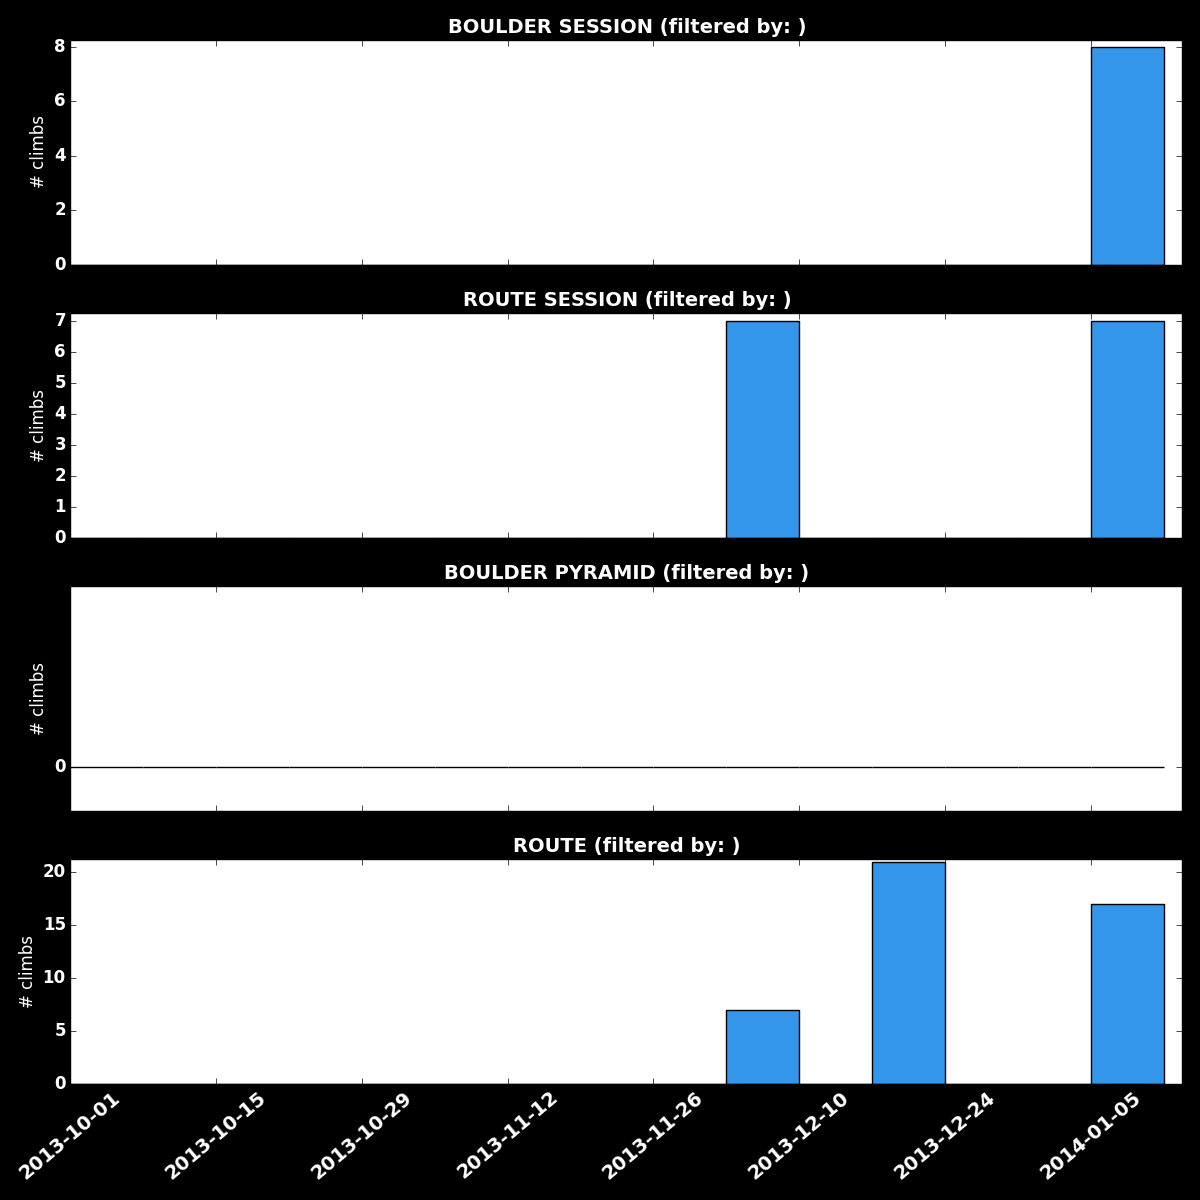 BOULDER SESSION (filtered by: )
8
6
4
2
0
# climbs
ROUTE SESSION (filtered by: )
7
6
5
4
3
2
1
0
# climbs
BOULDER PYRAMID (filtered by: )
0
# climbs
ROUTE (filtered by: )
20
15
10
5
0
# climbs
2013-10-01 2013-10-15 2013-10-29 2013-11-12 2013-11-26 2013-12-10 2013-12-24 2014-01-05